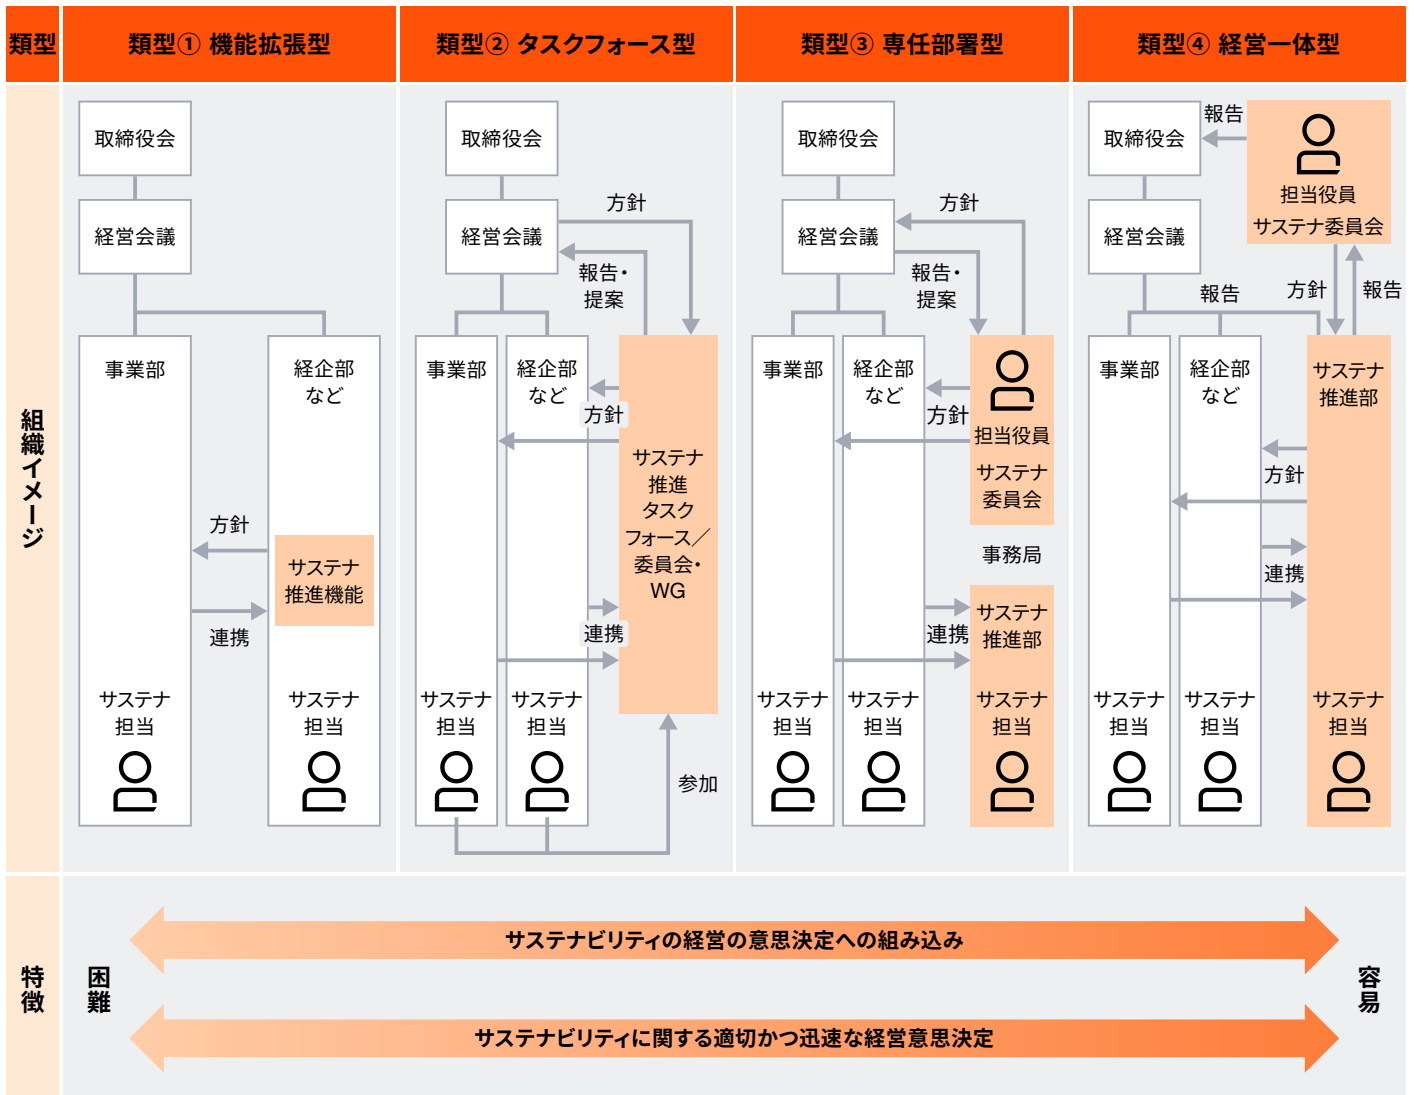 類型
類型① 機能拡張型
類型② タスクフォース型
類型③ 専任部署型
類型④ 経営一体型
組織イメージ
取締役会
経営会議
事業部
経企部
など
方針
サステナ
推進機能
連携
サステナ
担当
サステナ
担当
取締役会
経営会議
方針
報告・
提案
事業部
経企部
など
方針
サステナ
推進
タスク
フォース／
委員会・
WG
連携
サステナ
担当
サステナ
担当
参加
取締役会
経営会議
方針
報告・
提案
事業部
経企部
など
方針
担当役員
サステナ
委員会
事務局
サステナ
推進部
連携
サステナ
担当
サステナ
担当
サステナ
担当
取締役会
報告
担当役員
サステナ委員会
経営会議
報告
方針
報告
事業部
経企部
など
サステナ
推進部
方針
連携
サステナ
担当
サステナ
担当
サステナ
担当
特徴
困難
サステナビリティの経営の意思決定への組み込み
サステナビリティに関する適切かつ迅速な経営意思決定
容易